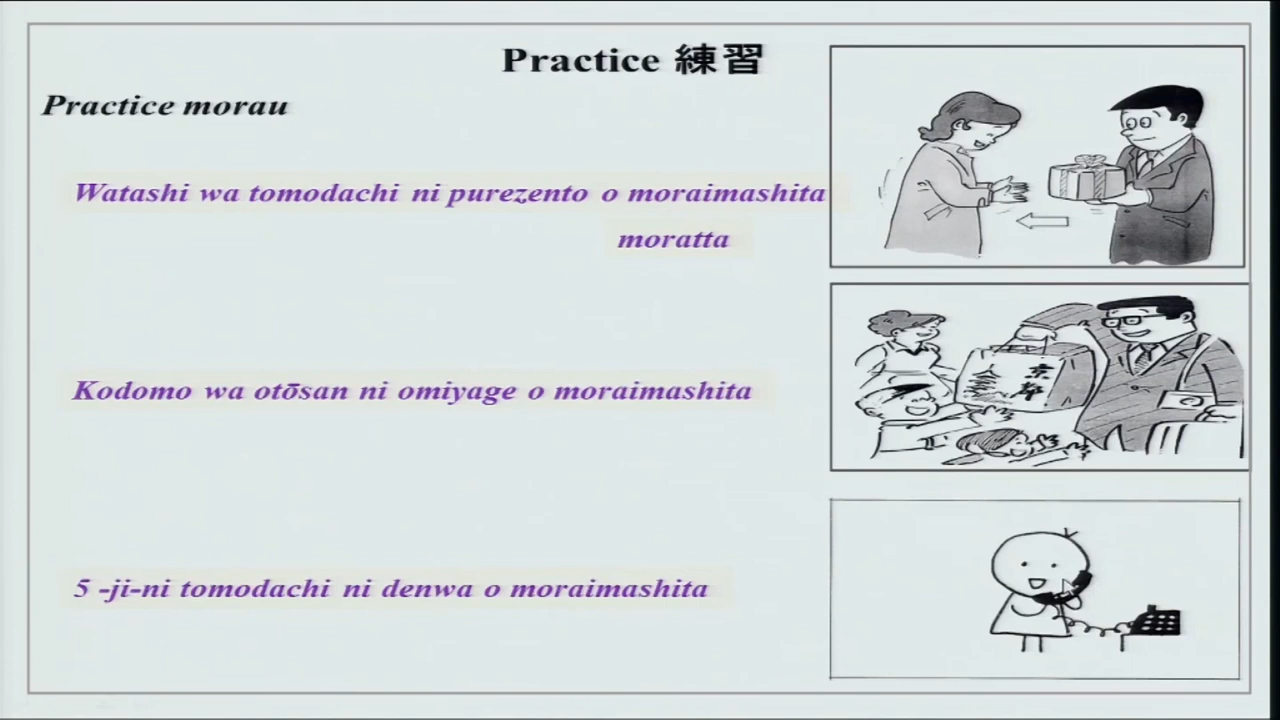 Practice 練習
Practice morau
Watashi wa tomodachi ni purezento o moraimashita
moratta
Kodomo wa otōsan ni omiyage o moraimashita
5 -ji-ni tomodachi ni denwa o moraimashita